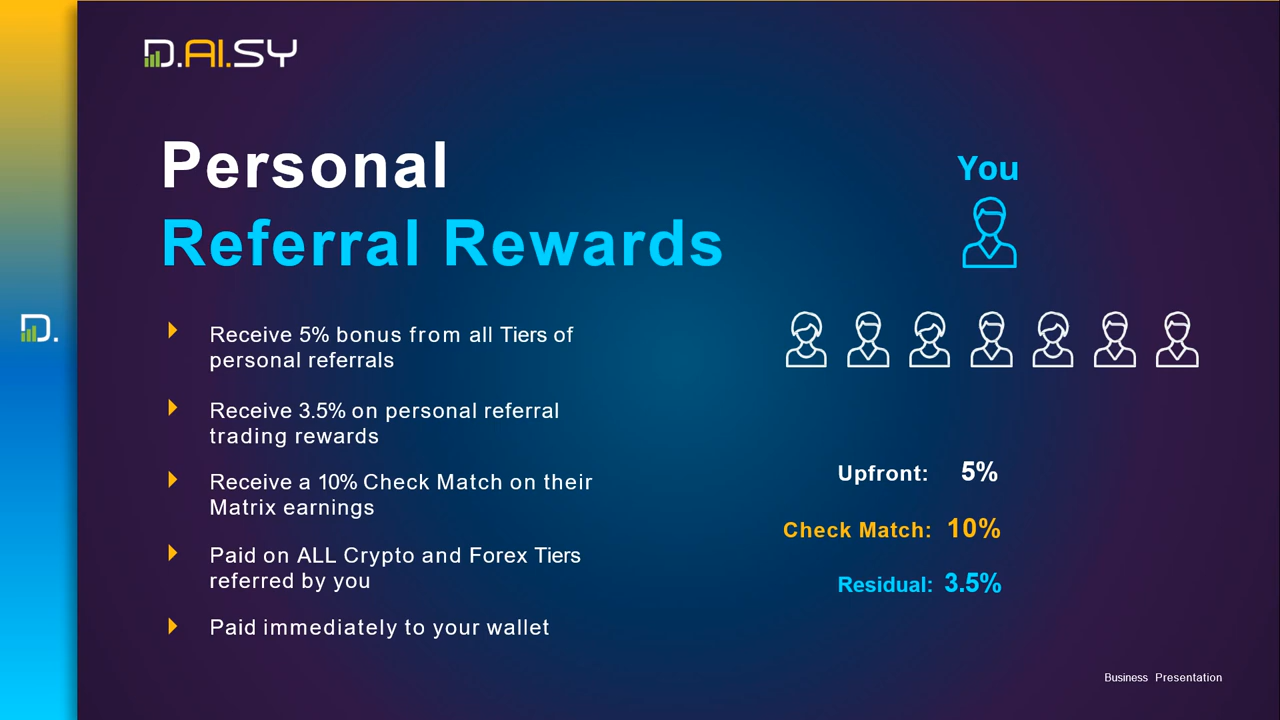 D.AI.SY
Personal
Referral Rewards
You
D.
Receive 5% bonus from all Tiers of
personal referrals
Receive 3.5% on personal referral
trading rewards
Receive a 10% Check Match on their
Matrix earnings
Paid on ALL Crypto and Forex Tiers
referred by you
Paid immediately to your wallet
Upfront: 5%
Check Match: 10%
Residual: 3.5%
Business Presentation